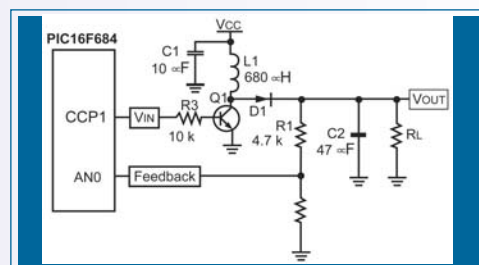 PIC16F684
VCC
C1
10 ∝F
L1
680 ∝H
Q1
CCP1
VIN
R3
10 k
D1
R1
4.7 k
C2
47 ∝F
RL
VOUT
AN0
Feedback